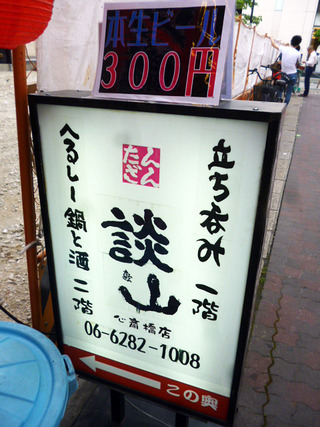 本生ビール
300円
立ち呑み 一階
たんざん
談山
心斎橋店
へるしー鍋と酒 二階
06-6282-1008
この奥